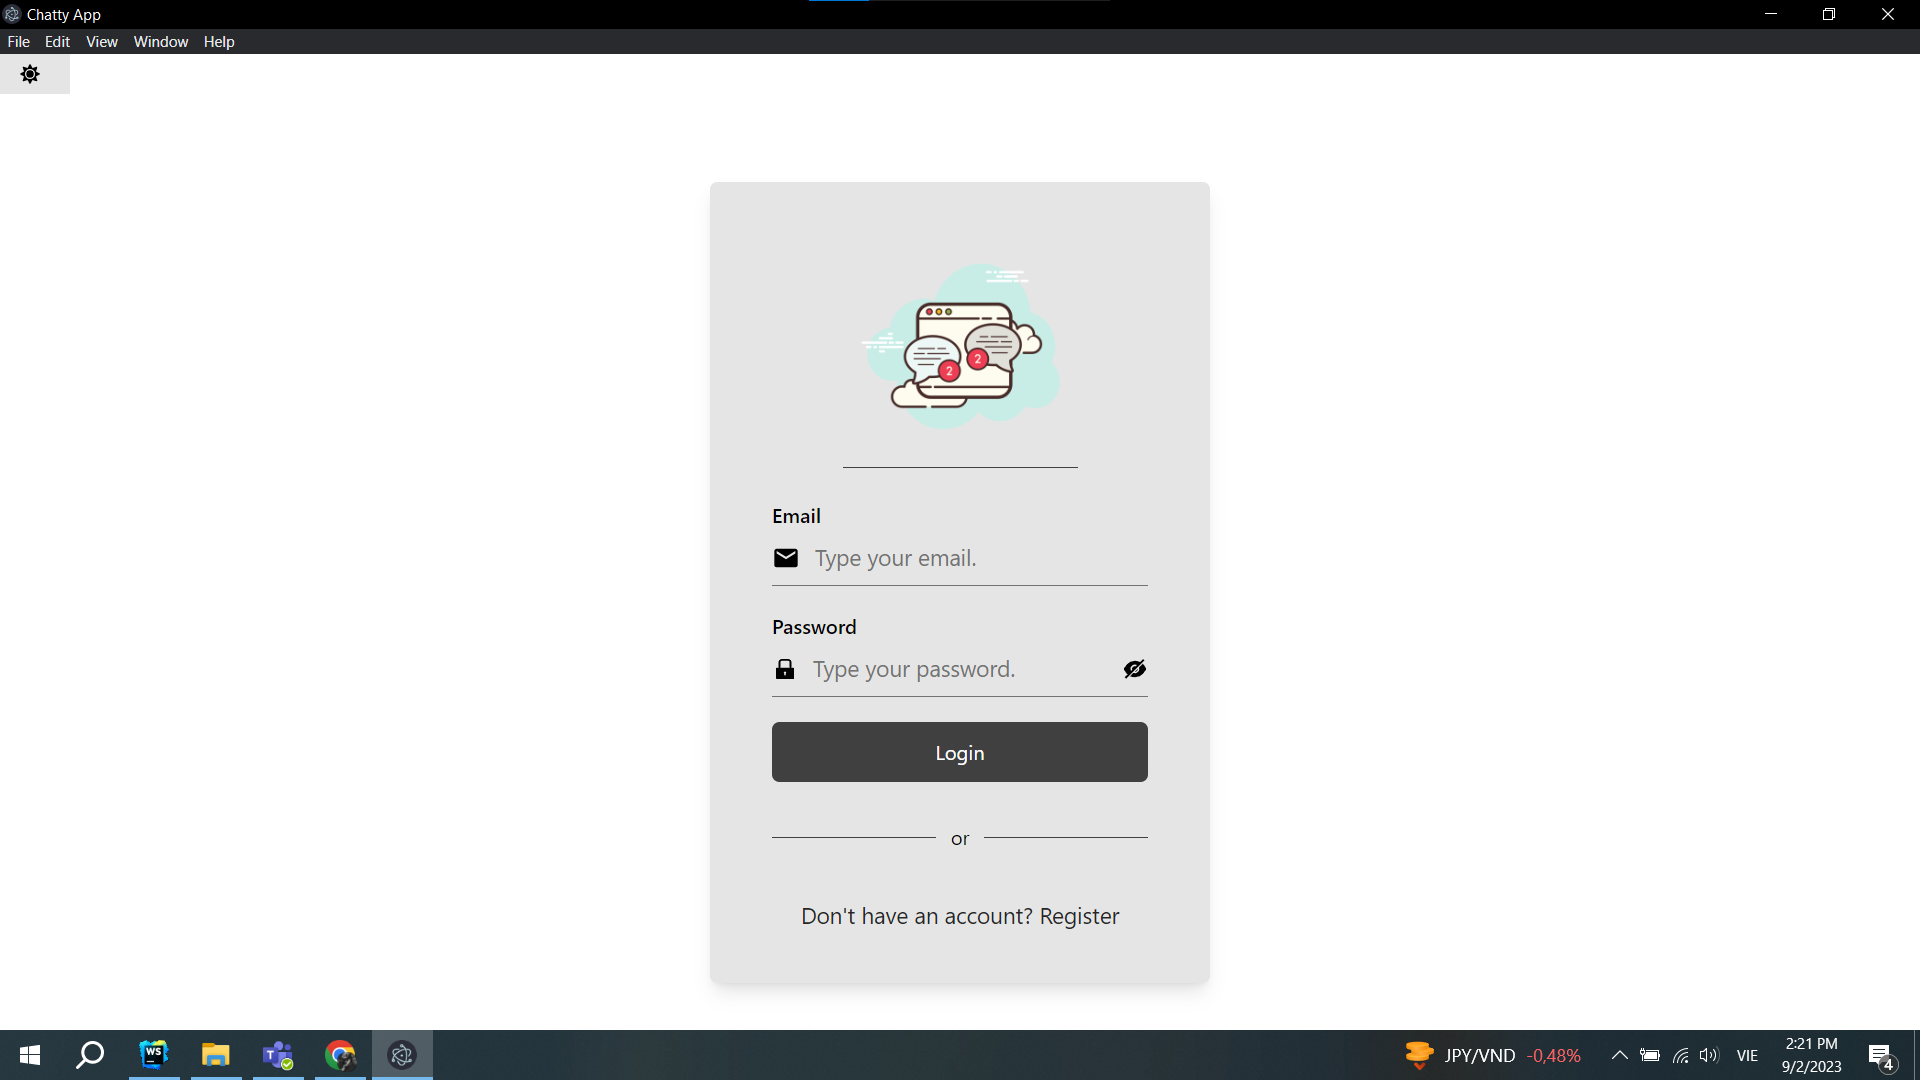 Chatty App
File Edit View Window Help
2 2
Email
Type your email.
Password
Type your password.
Login
or
Don't have an account? Register
WS
T
JPY/VND -0,48%
VIE
2:21 PM
9/2/2023
4